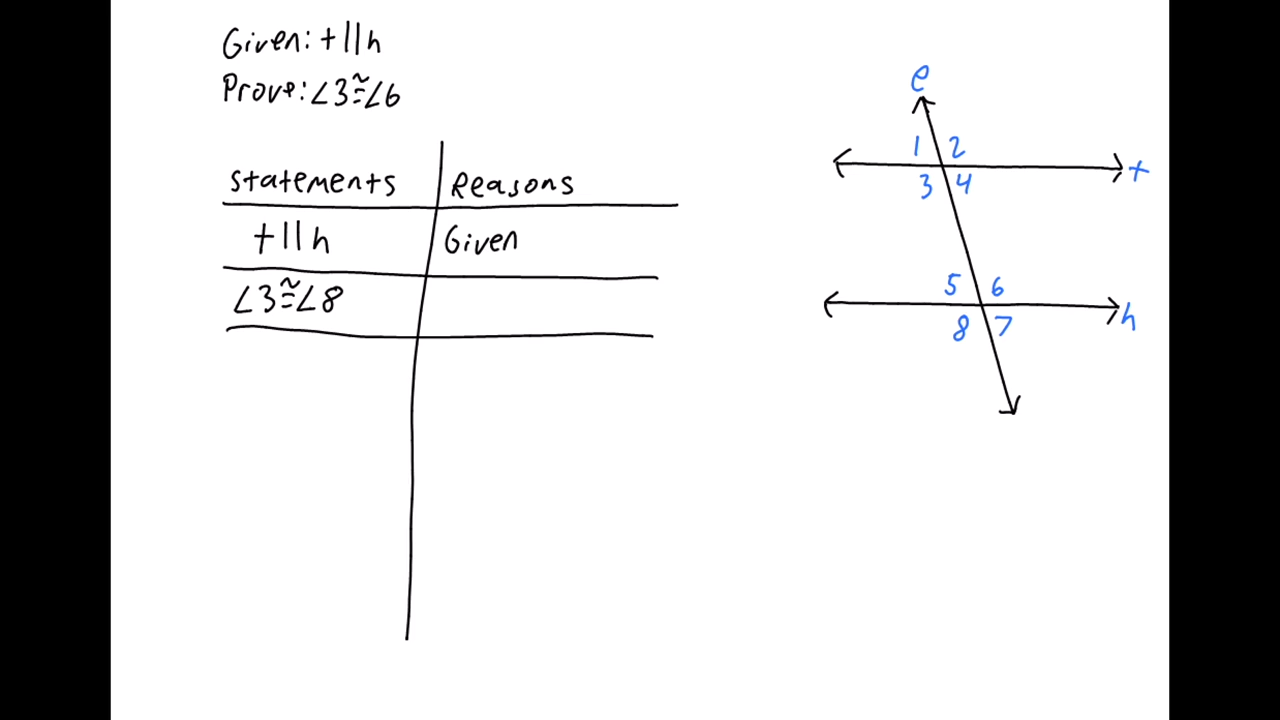 Given: t||h
Prove: ∠3≅∠6
statements Reasons
t||h Given
∠3≅∠8
e
1 2
t
3 4
5 6
h
8 7